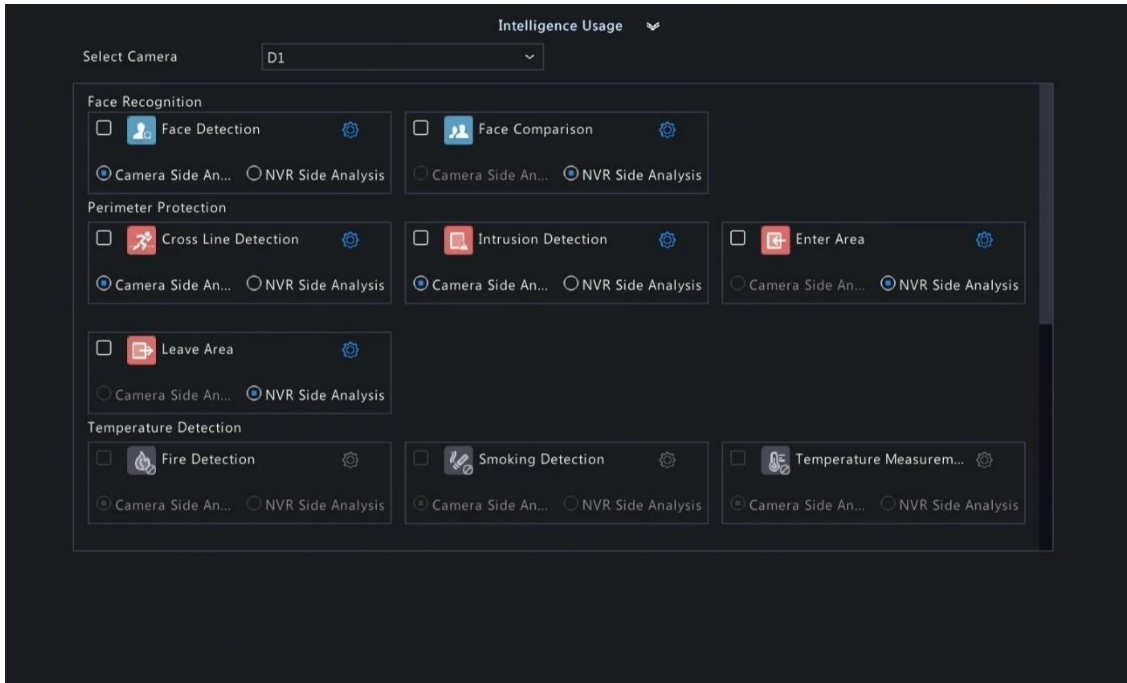 Intelligence Usage
Select Camera D1
Face Recognition
Face Detection Face Comparison
Camera Side An... NVR Side Analysis Camera Side An... NVR Side Analysis
Perimeter Protection
Cross Line Detection Intrusion Detection Enter Area
Camera Side An... NVR Side Analysis Camera Side An... NVR Side Analysis Camera Side An... NVR Side Analysis
Leave Area
Camera Side An... NVR Side Analysis
Temperature Detection
Fire Detection Smoking Detection Temperature Measurem...
Camera Side An... NVR Side Analysis Camera Side An... NVR Side Analysis Camera Side An... NVR Side Analysis